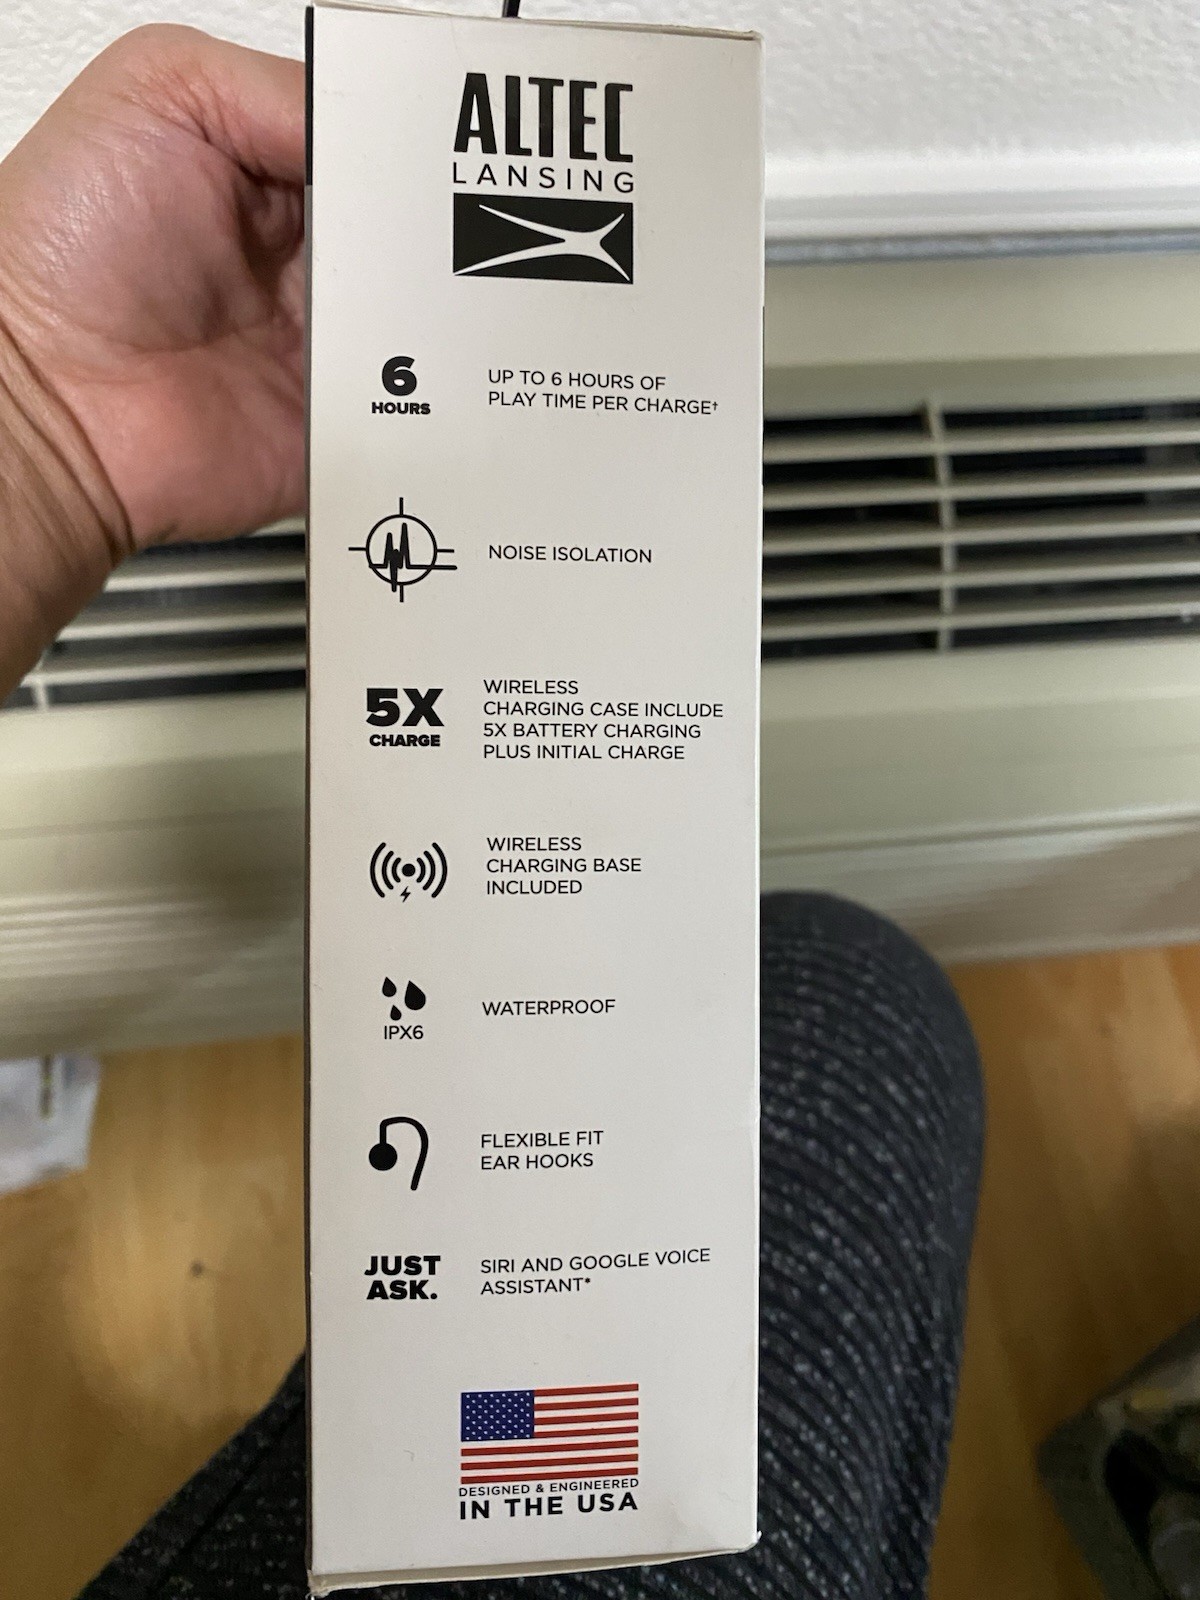 ALTEC
LANSING
6
HOURS
UP TO 6 HOURS OF
PLAY TIME PER CHARGE†
NOISE ISOLATION
5X
CHARGE
WIRELESS
CHARGING CASE INCLUDE
5X BATTERY CHARGING
PLUS INITIAL CHARGE
WIRELESS
CHARGING BASE
INCLUDED
IPX6
WATERPROOF
FLEXIBLE FIT
EAR HOOKS
JUST
ASK.
SIRI AND GOOGLE VOICE
ASSISTANT*
DESIGNED & ENGINEERED
IN THE USA